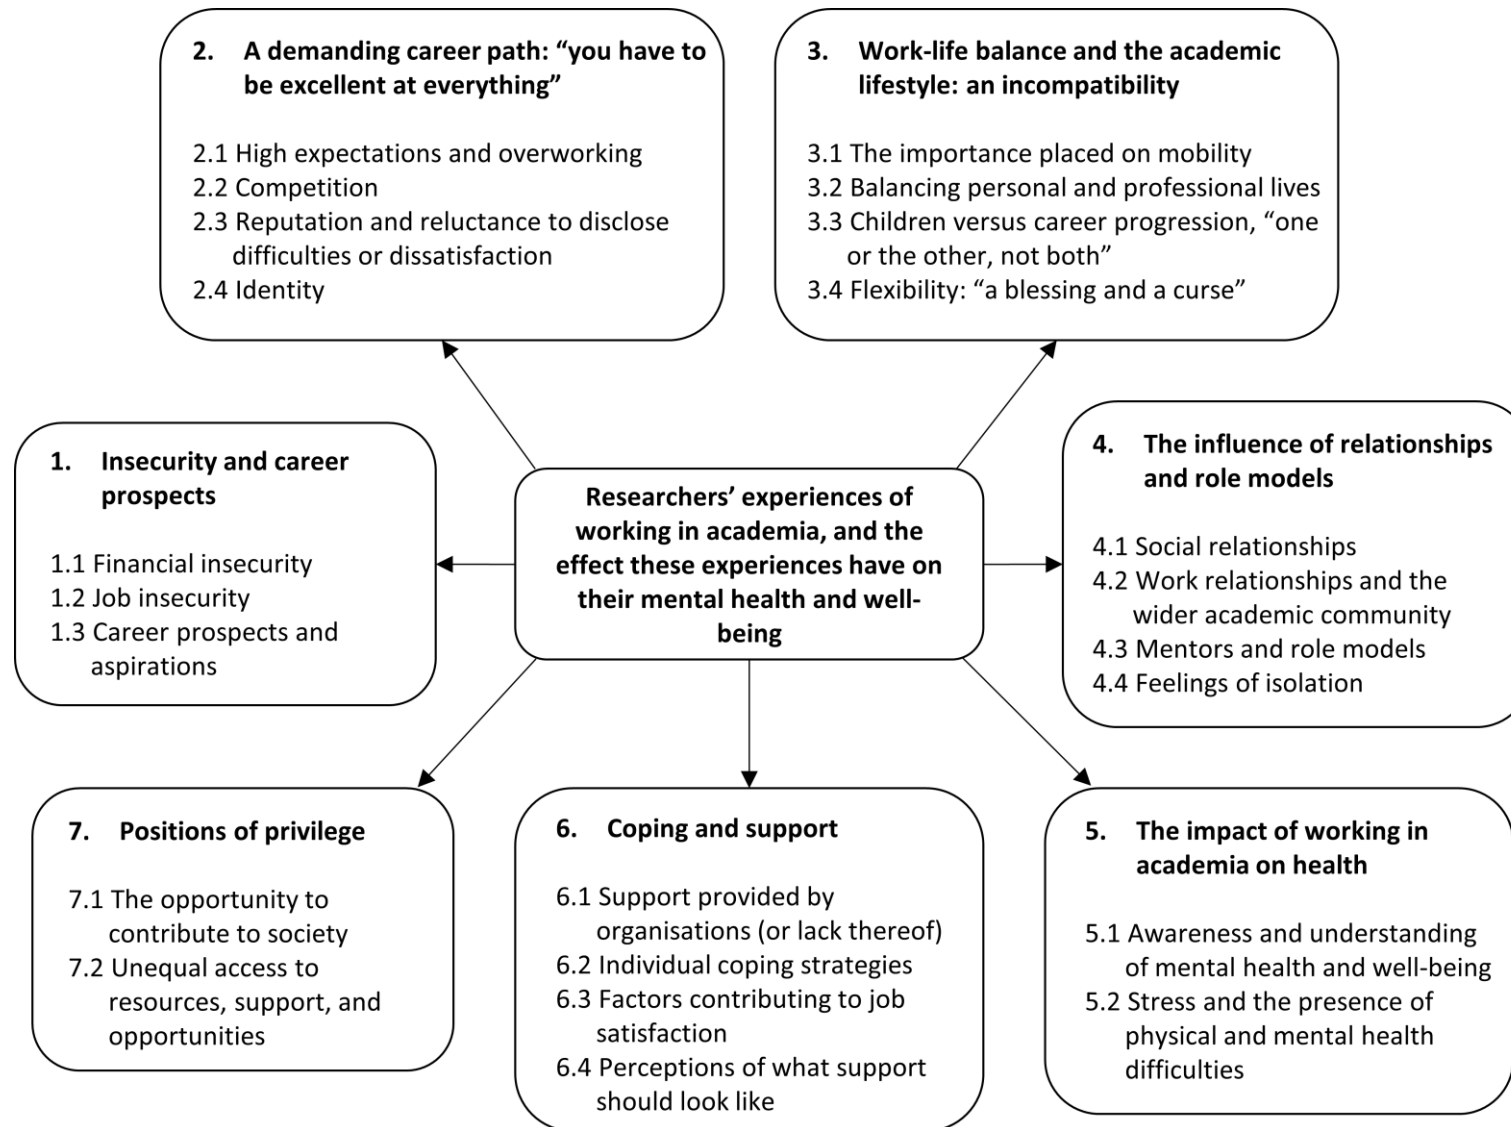 2. A demanding career path: “you have to
be excellent at everything”
2.1 High expectations and overworking
2.2 Competition
2.3 Reputation and reluctance to disclose
difficulties or dissatisfaction
2.4 Identity
3. Work-life balance and the academic
lifestyle: an incompatibility
3.1 The importance placed on mobility
3.2 Balancing personal and professional lives
3.3 Children versus career progression, “one
or the other, not both”
3.4 Flexibility: “a blessing and a curse”
1. Insecurity and career
prospects
1.1 Financial insecurity
1.2 Job insecurity
1.3 Career prospects and
aspirations
Researchers’ experiences of
working in academia, and the
effect these experiences have on
their mental health and well-
being
4. The influence of relationships
and role models
4.1 Social relationships
4.2 Work relationships and the
wider academic community
4.3 Mentors and role models
4.4 Feelings of isolation
7. Positions of privilege
7.1 The opportunity to
contribute to society
7.2 Unequal access to
resources, support, and
opportunities
6. Coping and support
6.1 Support provided by
organisations (or lack thereof)
6.2 Individual coping strategies
6.3 Factors contributing to job
satisfaction
6.4 Perceptions of what support
should look like
5. The impact of working in
academia on health
5.1 Awareness and understanding
of mental health and well-being
5.2 Stress and the presence of
physical and mental health
difficulties